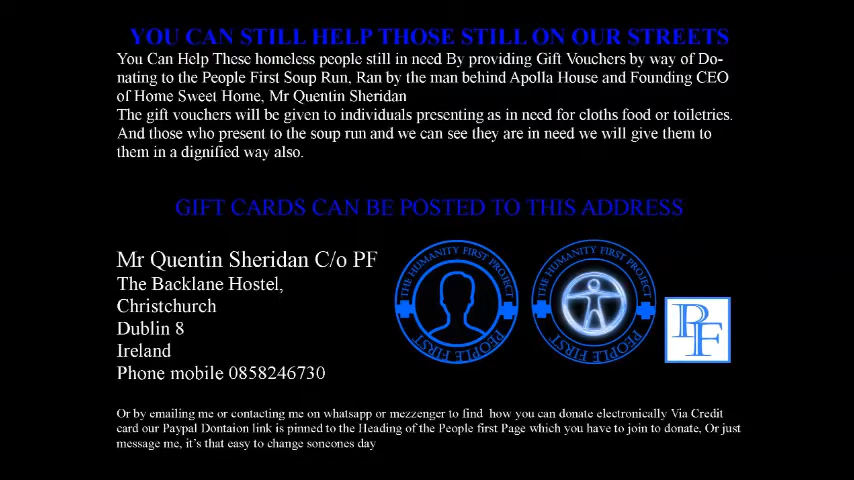 YOU CAN STILL HELP THOSE STILL ON OUR STREETS
You Can Help These homeless people still in need By providing Gift Vouchers by way of Do-
nating to the People First Soup Run, Ran by the man behind Apolla House and Founding CEO
of Home Sweet Home, Mr Quentin Sheridan
The gift vouchers will be given to individuals presenting as in need for cloths food or toiletries.
And those who present to the soup run and we can see they are in need we will give them to
them in a dignified way also.
GIFT CARDS CAN BE POSTED TO THIS ADDRESS
Mr Quentin Sheridan C/o PF
The Backlane Hostel,
Christchurch
Dublin 8
Ireland
Phone mobile 0858246730
THE HUMANITY FIRST PROJECT
PEOPLE FIRST
THE HUMANITY FIRST PROJECT
PEOPLE FIRST
PF
Or by emailing me or contacting me on whatsapp or mezzenger to find how you can donate electronically Via Credit
card our Paypal Dontaion link is pinned to the Heading of the People first Page which you have to join to donate, Or just
message me, it's that easy to change soneones day